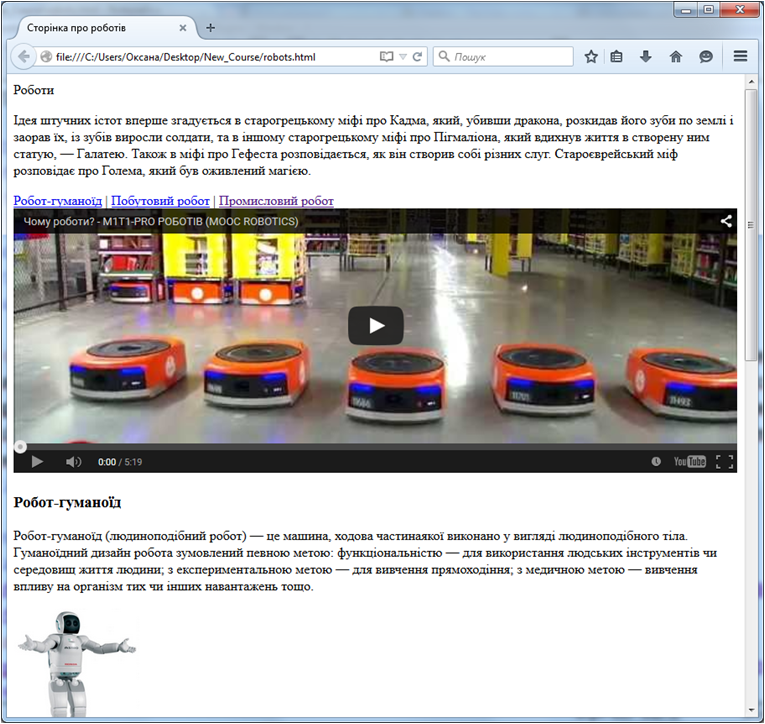 Сторінка про роботів
file:///C:/Users/Оксана/Desktop/New_Course/robots.html
Пошук
Роботи
Ідея штучних істот вперше згадується в старогрецькому міфі про Кадма, який, убивши дракона, розкидав його зуби по землі і
заорав їх, із зубів виросли солдати, та в іншому старогрецькому міфі про Пігмаліона, який вдихнув життя в створену ним
статую, — Галатею. Також в міфі про Гефеста розповідається, як він створив собі різних слуг. Староєврейський міф
розповідає про Голема, який був оживлений магією.
Робот-гуманоїд | Побутовий робот | Промисловий робот
Чому роботи? - M1T1-PRO РОБОТІВ (MOOC ROBOTICS)
0:00 / 5:19
YouTube
Робот-гуманоїд
Робот-гуманоїд (людиноподібний робот) — це машина, ходова частинаякої виконано у вигляді людиноподібного тіла.
Гуманоїдний дизайн робота зумовлений певною метою: функціональністю — для використання людських інструментів чи
середовищ життя людини; з експериментальною метою — для вивчення прямоходіння; з медичною метою — вивчення
впливу на організм тих чи інших навантажень тощо.